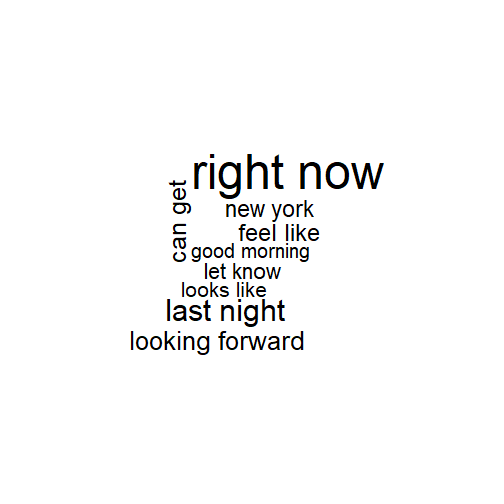 right now
can get
new york
feel like
good morning
let know
looks like
last night
looking forward